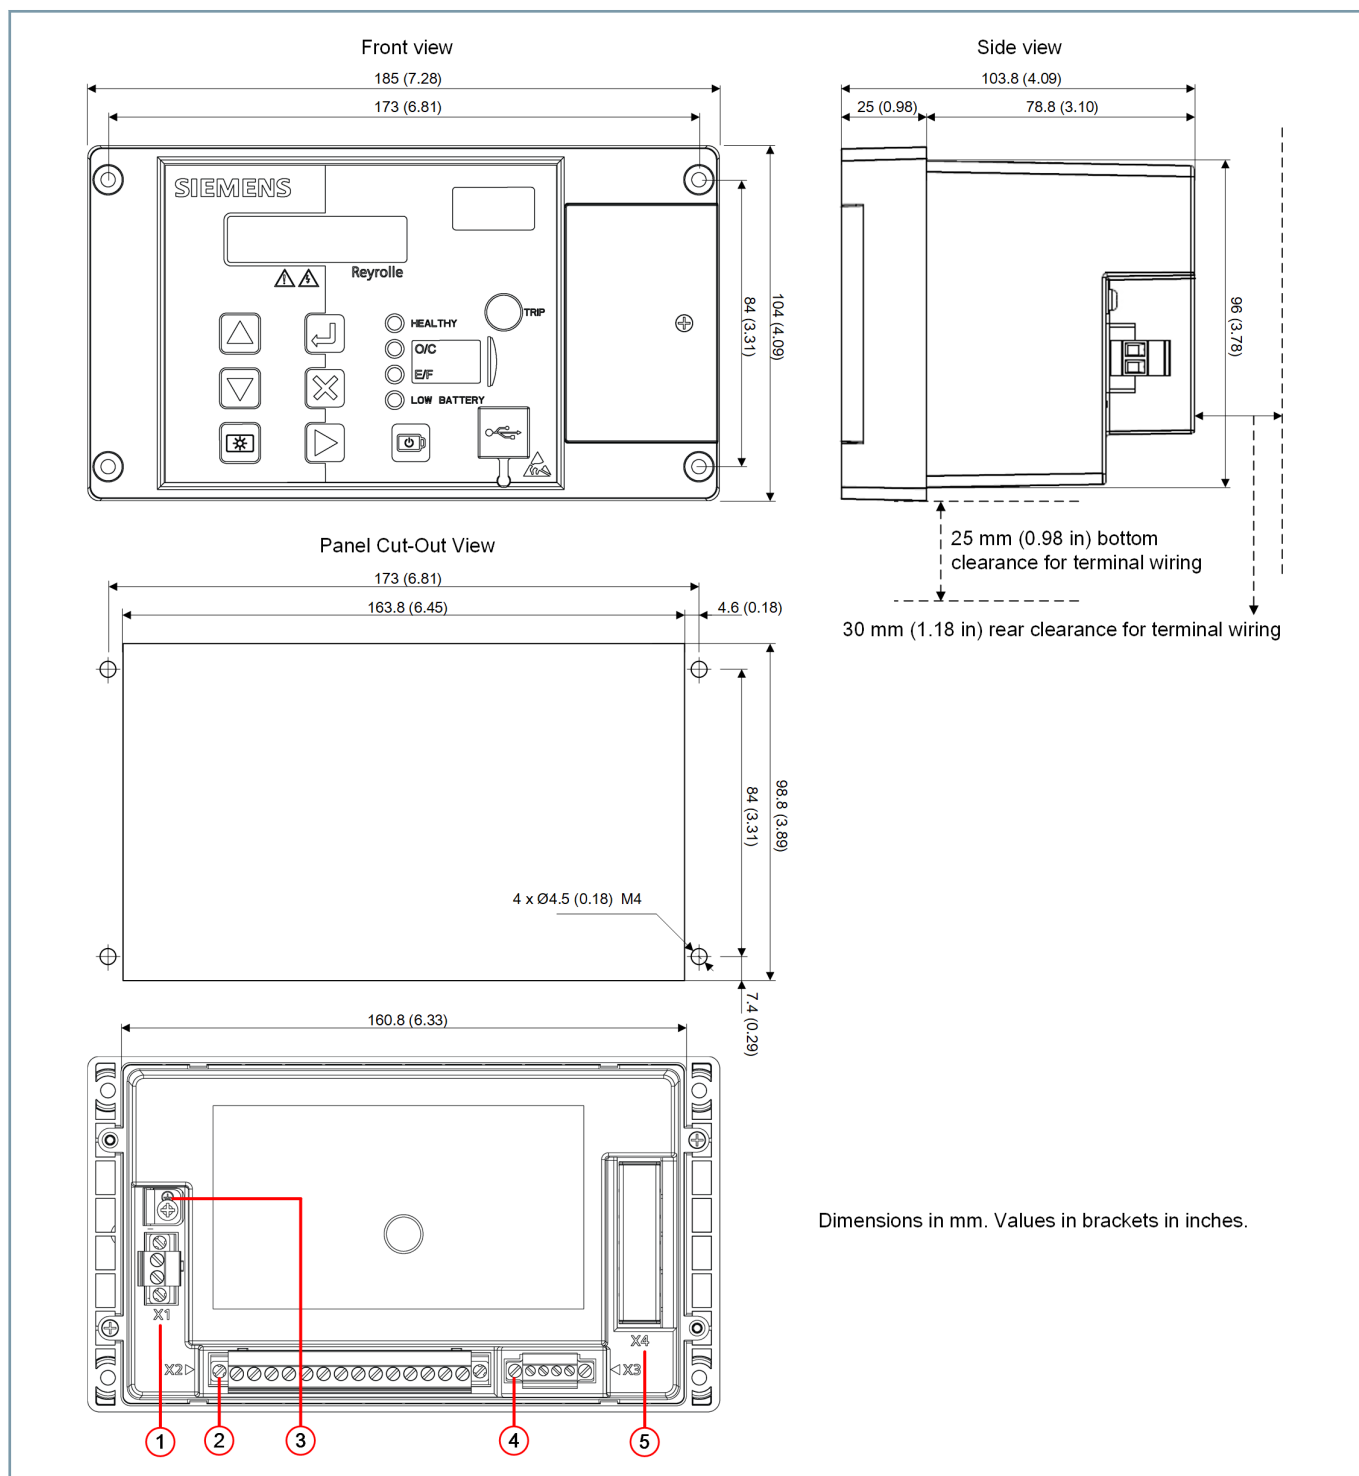 Front view
185 (7.28)
173 (6.81)
SIEMENS
Reyrolle
TRIP
HEALTHY
O/C
E/F
LOW BATTERY
84 (3.31)
104 (4.09)
Side view
103.8 (4.09)
25 (0.98)
78.8 (3.10)
96 (3.78)
25 mm (0.98 in) bottom
clearance for terminal wiring
30 mm (1.18 in) rear clearance for terminal wiring
Panel Cut-Out View
173 (6.81)
163.8 (6.45)
4.6 (0.18)
84 (3.31)
98.8 (3.89)
4 x Ø4.5 (0.18) M4
7.4 (0.29)
160.8 (6.33)
X1
X2
X3
X4
1
2
3
4
5
Dimensions in mm. Values in brackets in inches.